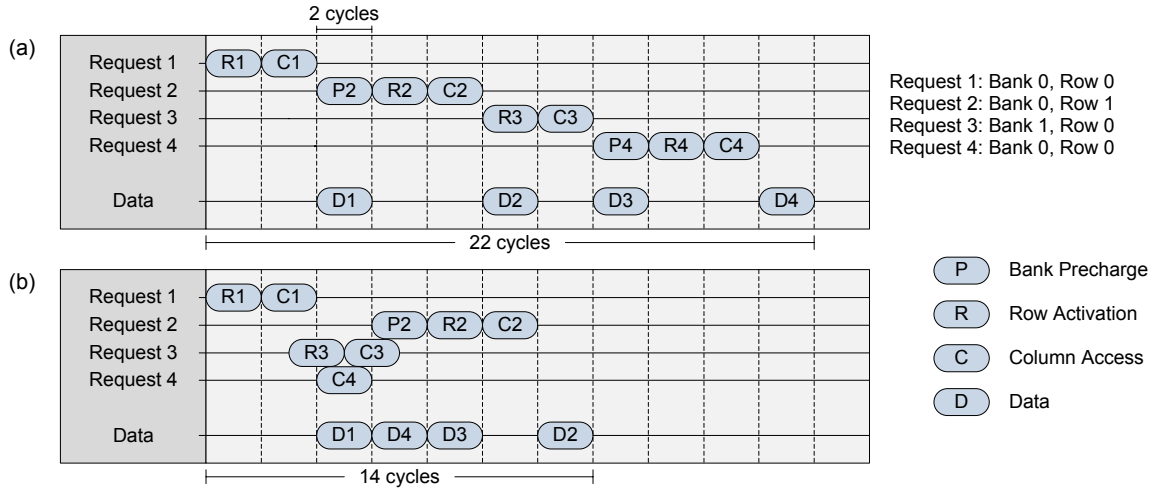 2 cycles
(a)
Request 1 R1 C1
Request 2 P2 R2 C2
Request 3 R3 C3
Request 4 P4 R4 C4
Data D1 D2 D3 D4
22 cycles
Request 1: Bank 0, Row 0
Request 2: Bank 0, Row 1
Request 3: Bank 1, Row 0
Request 4: Bank 0, Row 0
(b)
Request 1 R1 C1
Request 2 P2 R2 C2
Request 3 R3 C3
Request 4 C4
Data D1 D4 D3 D2
14 cycles
P Bank Precharge
R Row Activation
C Column Access
D Data